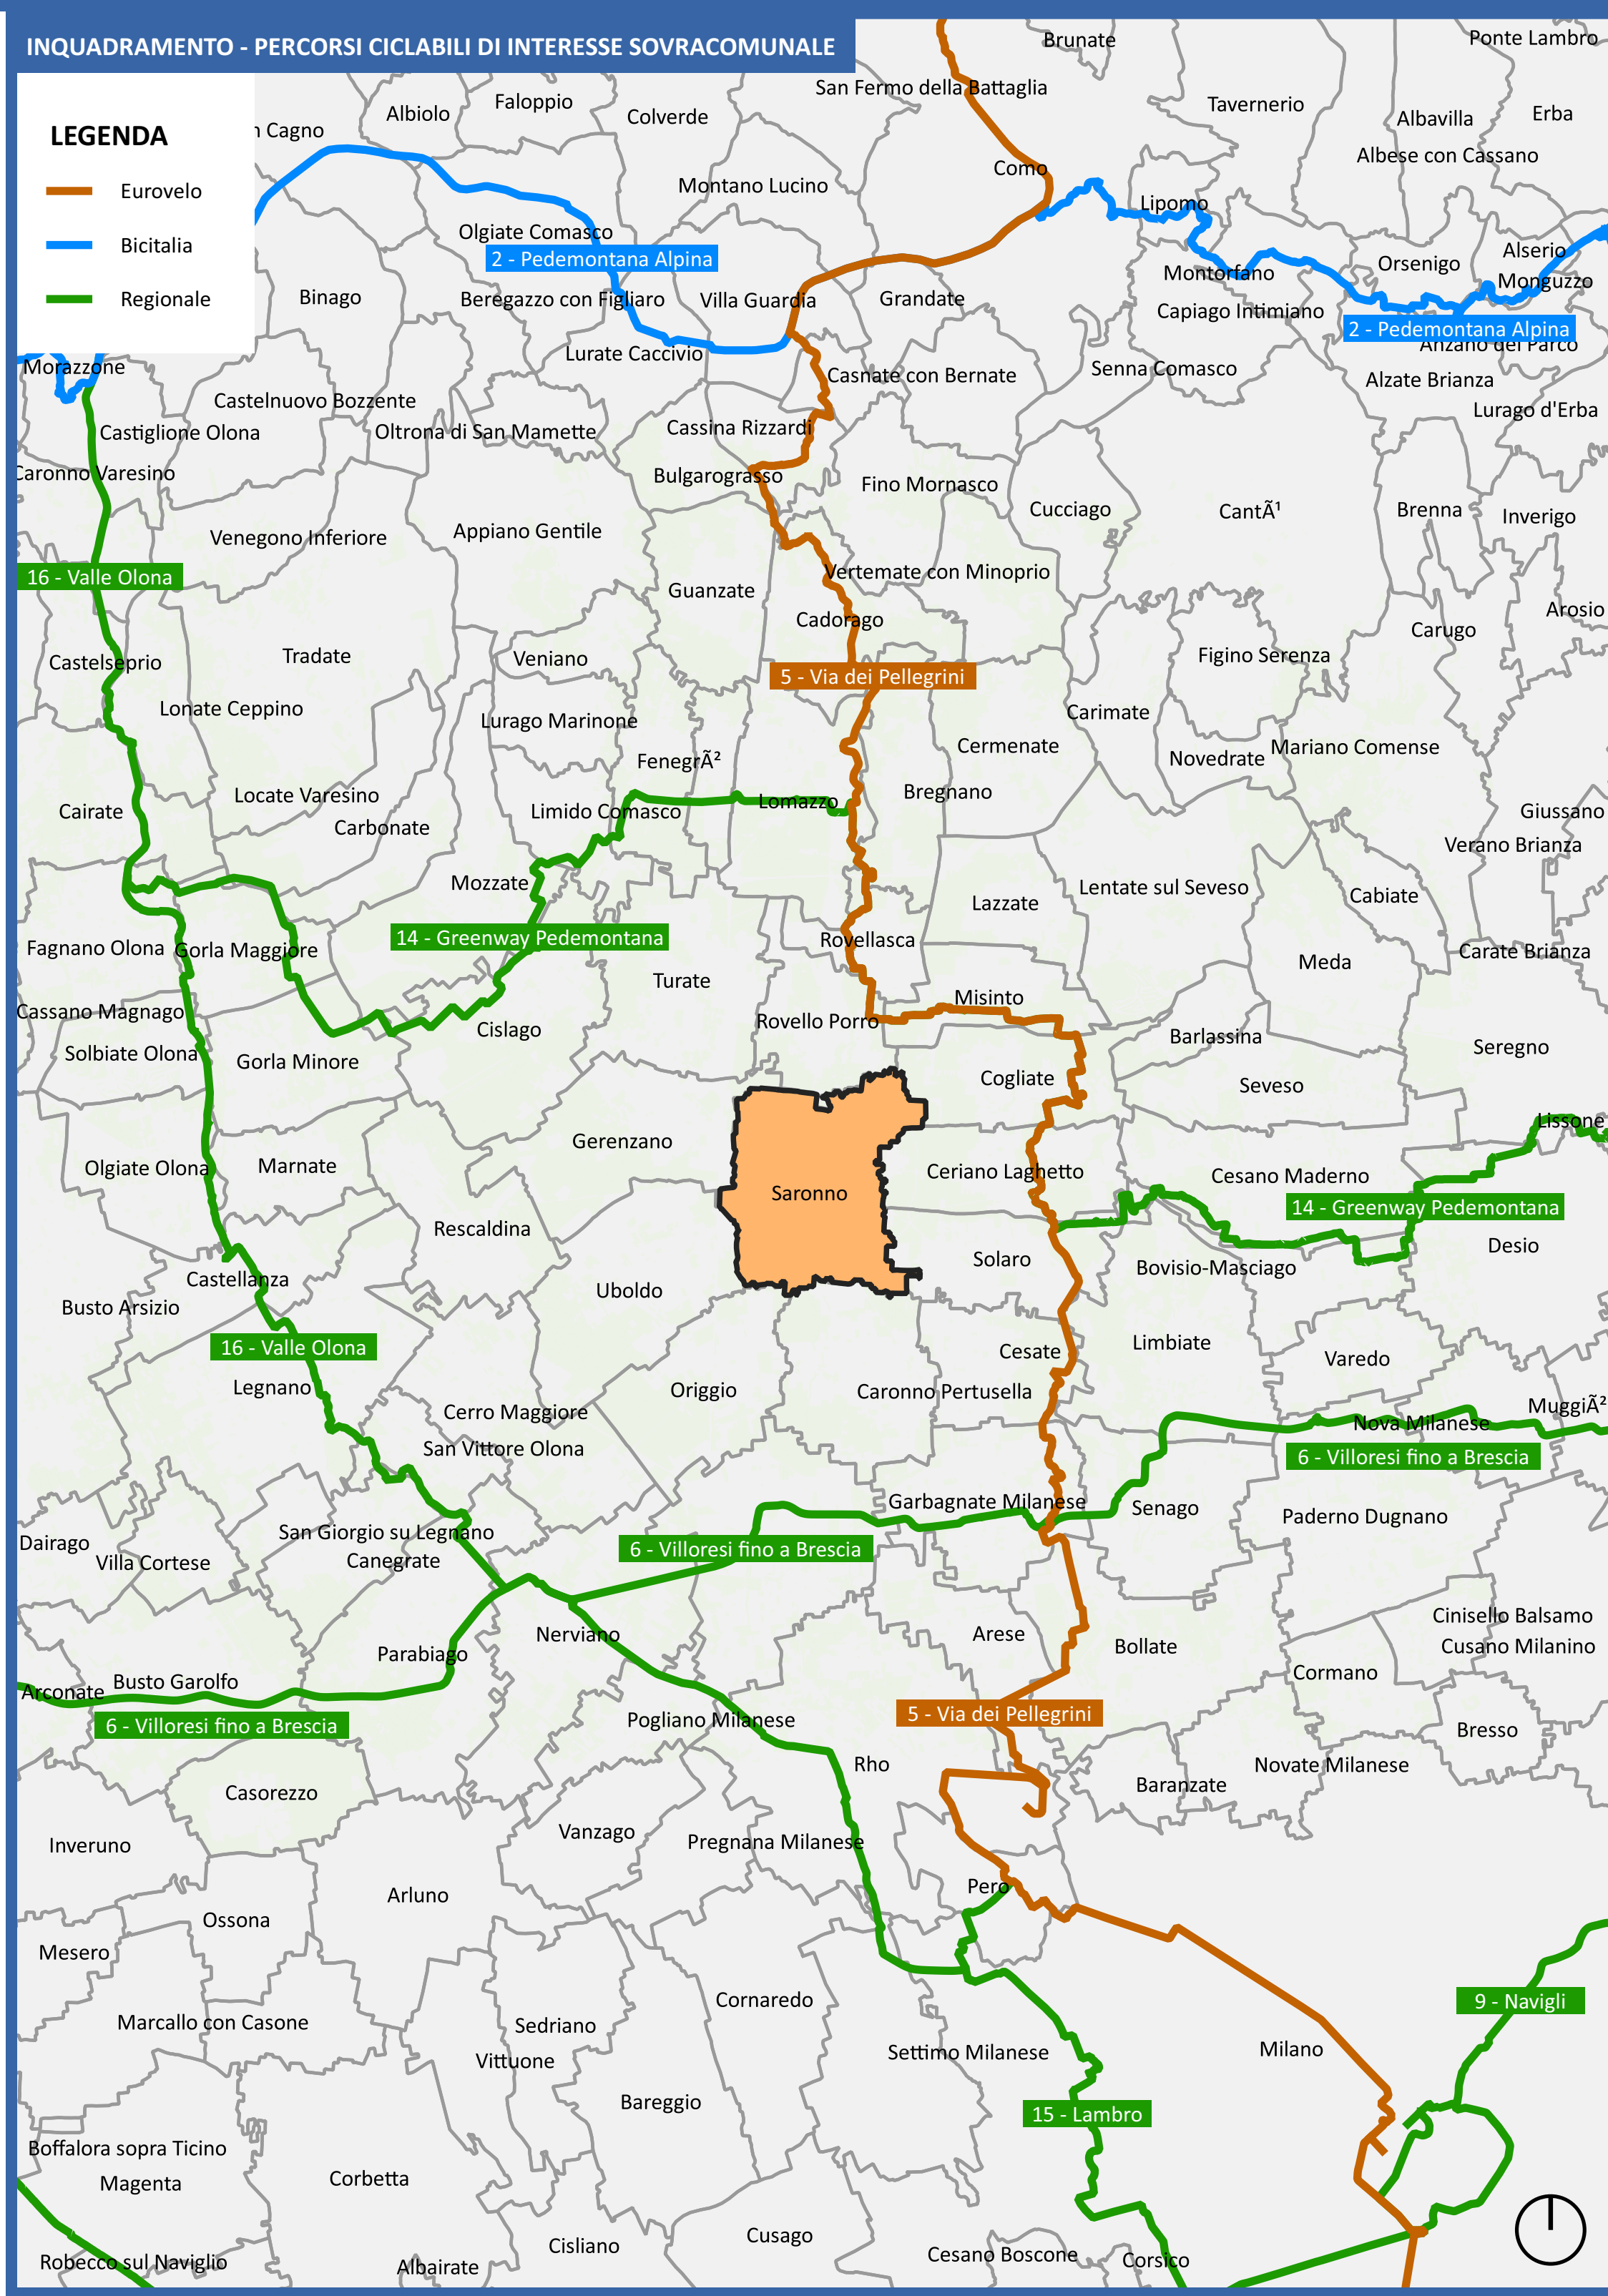 INQUADRAMENTO - PERCORSI CICLABILI DI INTERESSE SOVRACOMUNALE
LEGENDA
Eurovelo
Bicitalia
Regionale
Brunate
Ponte Lambro
San Fermo della Battaglia
Albiolo
Faloppio
Colverde
Tavernerio
Albavilla
Erba
n Cagno
Albese con Cassano
Como
Montano Lucino
Lipomo
Olgiate Comasco
2 - Pedemontana Alpina
Alserio
Orsenigo
Montorfano
Monguzzo
Binago
Beregazzo con Figliaro
Villa Guardia
Grandate
Capiago Intimiano
2 - Pedemontana Alpina
Anzano del Parco
Lurate Caccivio
Morazzone
Casnate con Bernate
Senna Comasco
Alzate Brianza
Castelnuovo Bozzente
Lurago d'Erba
Castiglione Olona
Oltrona di San Mamette
Cassina Rizzardi
Caronno Varesino
Bulgarograsso
Fino Mornasco
Cucciago
CantÃ¹
Brenna
Inverigo
Venegono Inferiore
Appiano Gentile
16 - Valle Olona
Guanzate
Vertemate con Minoprio
Arosio
Cadorago
Carugo
Castelseprio
Tradate
Veniano
Figino Serenza
5 - Via dei Pellegrini
Lonate Ceppino
Lurago Marinone
Carimate
Cermenate
Mariano Comense
FenegrÃ²
Novedrate
Locate Varesino
Bregnano
Lomazzo
Cairate
Limido Comasco
Giussano
Carbonate
Verano Brianza
Mozzate
Lentate sul Seveso
Cabiate
Lazzate
14 - Greenway Pedemontana
Rovellasca
Fagnano Olona
Gorla Maggiore
Carate Brianza
Meda
Turate
Misinto
Cassano Magnago
Rovello Porro
Cislago
Barlassina
Solbiate Olona
Gorla Minore
Seregno
Cogliate
Seveso
Lissone
Gerenzano
Olgiate Olona
Marnate
Ceriano Laghetto
Cesano Maderno
Saronno
14 - Greenway Pedemontana
Rescaldina
Desio
Solaro
Bovisio-Masciago
Castellanza
Uboldo
Busto Arsizio
16 - Valle Olona
Limbiate
Cesate
Varedo
Legnano
Origgio
Caronno Pertusella
MuggiÃ²
Cerro Maggiore
Nova Milanese
San Vittore Olona
6 - Villoresi fino a Brescia
Garbagnate Milanese
Senago
Paderno Dugnano
San Giorgio su Legnano
Dairago
6 - Villoresi fino a Brescia
Villa Cortese
Canegrate
Cinisello Balsamo
Nerviano
Arese
Bollate
Cusano Milanino
Parabiago
Cormano
Busto Garolfo
Arconate
5 - Via dei Pellegrini
Pogliano Milanese
6 - Villoresi fino a Brescia
Bresso
Rho
Novate Milanese
Casorezzo
Baranzate
Vanzago
Pregnana Milanese
Inveruno
Pero
Arluno
Ossona
Mesero
Cornaredo
9 - Navigli
Marcallo con Casone
Sedriano
Milano
Settimo Milanese
Vittuone
Bareggio
15 - Lambro
Boffalora sopra Ticino
Corbetta
Magenta
Cusago
Cisliano
Cesano Boscone
Corsico
Robecco sul Naviglio
Albairate